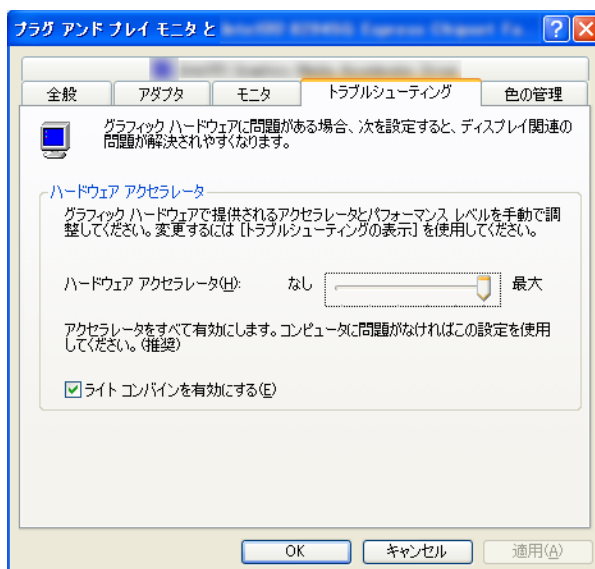 プラグ アンド プレイ モニタ と
全般
アダプタ
モニタ
トラブルシューティング
色の管理
グラフィック ハードウェアに問題がある場合、次を設定すると、ディスプレイ関連の
問題が解決されやすくなります。
ハードウェア アクセラレータ
グラフィック ハードウェアで提供されるアクセラレータとパフォーマンス レベルを手動で調
整してください。変更するには [トラブルシューティングの表示] を使用してください。
ハードウェア アクセラレータ(H):
なし
最大
アクセラレータをすべて有効にします。コンピュータに問題がなければこの設定を使用
してください。(推奨)
ライト コンバインを有効にする(E)
OK
キャンセル
適用(A)